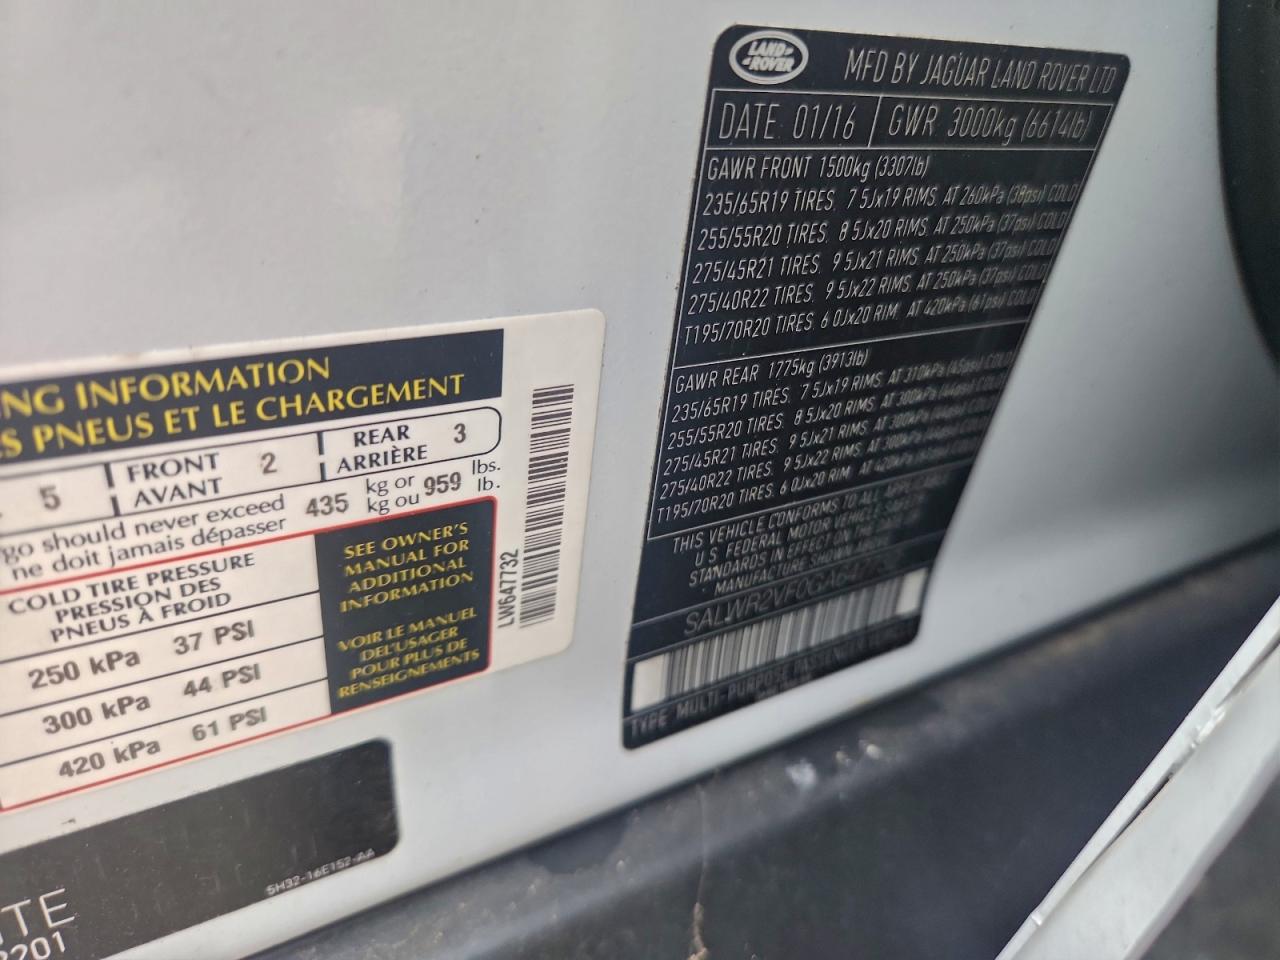 LAND
ROVER
MFD BY JAGUAR LAND ROVER LTD
DATE: 01/16 GWR 3000kg (6614lb)
GAWR FRONT 1500kg (3307lb)
235/65R19 TIRES, 7.5Jx19 RIMS, AT 260kPa (38psi) COLD
255/55R20 TIRES, 8.5Jx20 RIMS, AT 250kPa (37psi) COLD
275/45R21 TIRES, 9.5Jx21 RIMS, AT 250kPa (37psi) COLD
275/40R22 TIRES, 9.5Jx22 RIMS, AT 250kPa (37psi) COLD
T195/70R20 TIRES, 6.0Jx20 RIM, AT 420kPa (61psi) COLD
GAWR REAR 1775kg (3913lb)
235/65R19 TIRES, 7.5Jx19 RIMS, AT 310kPa (45psi) COLD
255/55R20 TIRES, 8.5Jx20 RIMS, AT 300kPa (44psi) COLD
275/45R21 TIRES, 9.5Jx21 RIMS, AT 300kPa
275/40R22 TIRES, 9.5Jx22 RIMS, AT 300kPa
T195/70R20 TIRES, 6.0Jx20 RIM, AT 420kPa
THIS VEHICLE CONFORMS TO ALL APPLICABLE
U.S. FEDERAL MOTOR VEHICLE SAFETY
STANDARDS IN EFFECT ON THE DATE OF
MANUFACTURE SHOWN ABOVE
TYPE: MULTI-PURPOSE PASSENGER
NG INFORMATION
S PNEUS ET LE CHARGEMENT
5 FRONT 2 REAR 3
AVANT ARRIÈRE
go should never exceed 435 kg or 959 lbs.
ne doit jamais dépasser kg ou lb.
COLD TIRE PRESSURE
PRESSION DES
PNEUS À FROID
250 kPa 37 PSI
300 kPa 44 PSI
420 kPa 61 PSI
SEE OWNER'S
MANUAL FOR
ADDITIONAL
INFORMATION
VOIR LE MANUEL
DEL'USAGER
POUR PLUS DE
RENSEIGNEMENTS
LW647732
5H32-16E152-AA
TE
2201